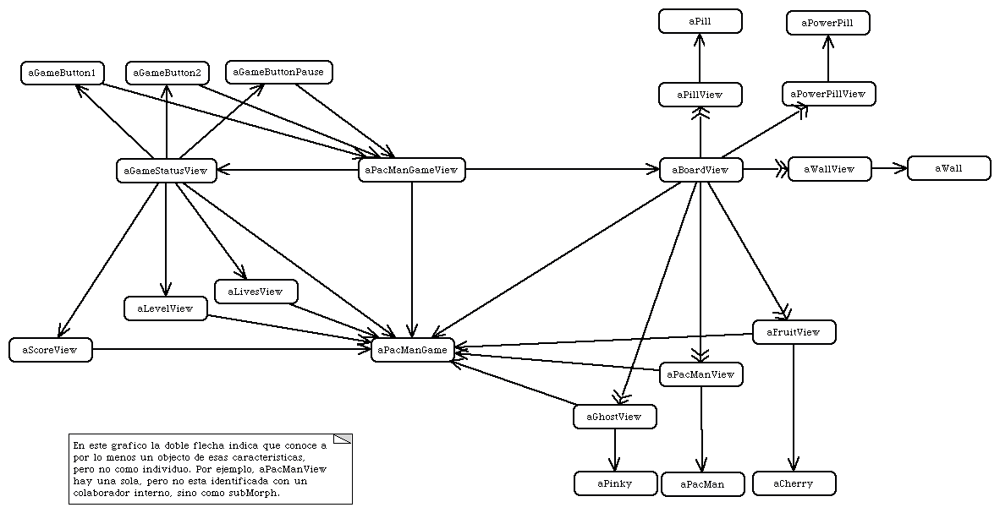 aPill
aPowerPill
aGameButton1
aGameButton2
aGameButtonPause
aPillView
aPowerPillView
aGameStatusView
aPacManGameView
aBoardView
aWallView
aWall
aLivesView
aLevelView
aScoreView
aPacManGame
aFruitView
aPacManView
aGhostView
aPinky
aPacMan
aCherry
En este grafico la doble flecha indica que conoce a
por lo menos un objecto de esas caracteristicas,
pero no como individuo. Por ejemplo, aPacManView
hay una sola, pero no esta identificada con un
colaborador interno, sino como subMorph.